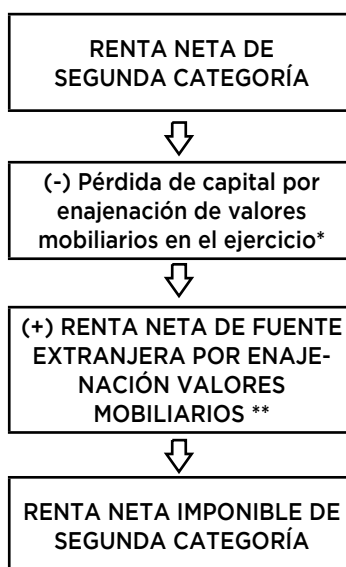 RENTA NETA DE
SEGUNDA CATEGORÍA
(-) Pérdida de capital por
enajenación de valores
mobiliarios en el ejercicio*
(+) RENTA NETA DE FUENTE
EXTRANJERA POR ENAJE-
NACIÓN VALORES
MOBILIARIOS **
RENTA NETA IMPONIBLE DE
SEGUNDA CATEGORÍA